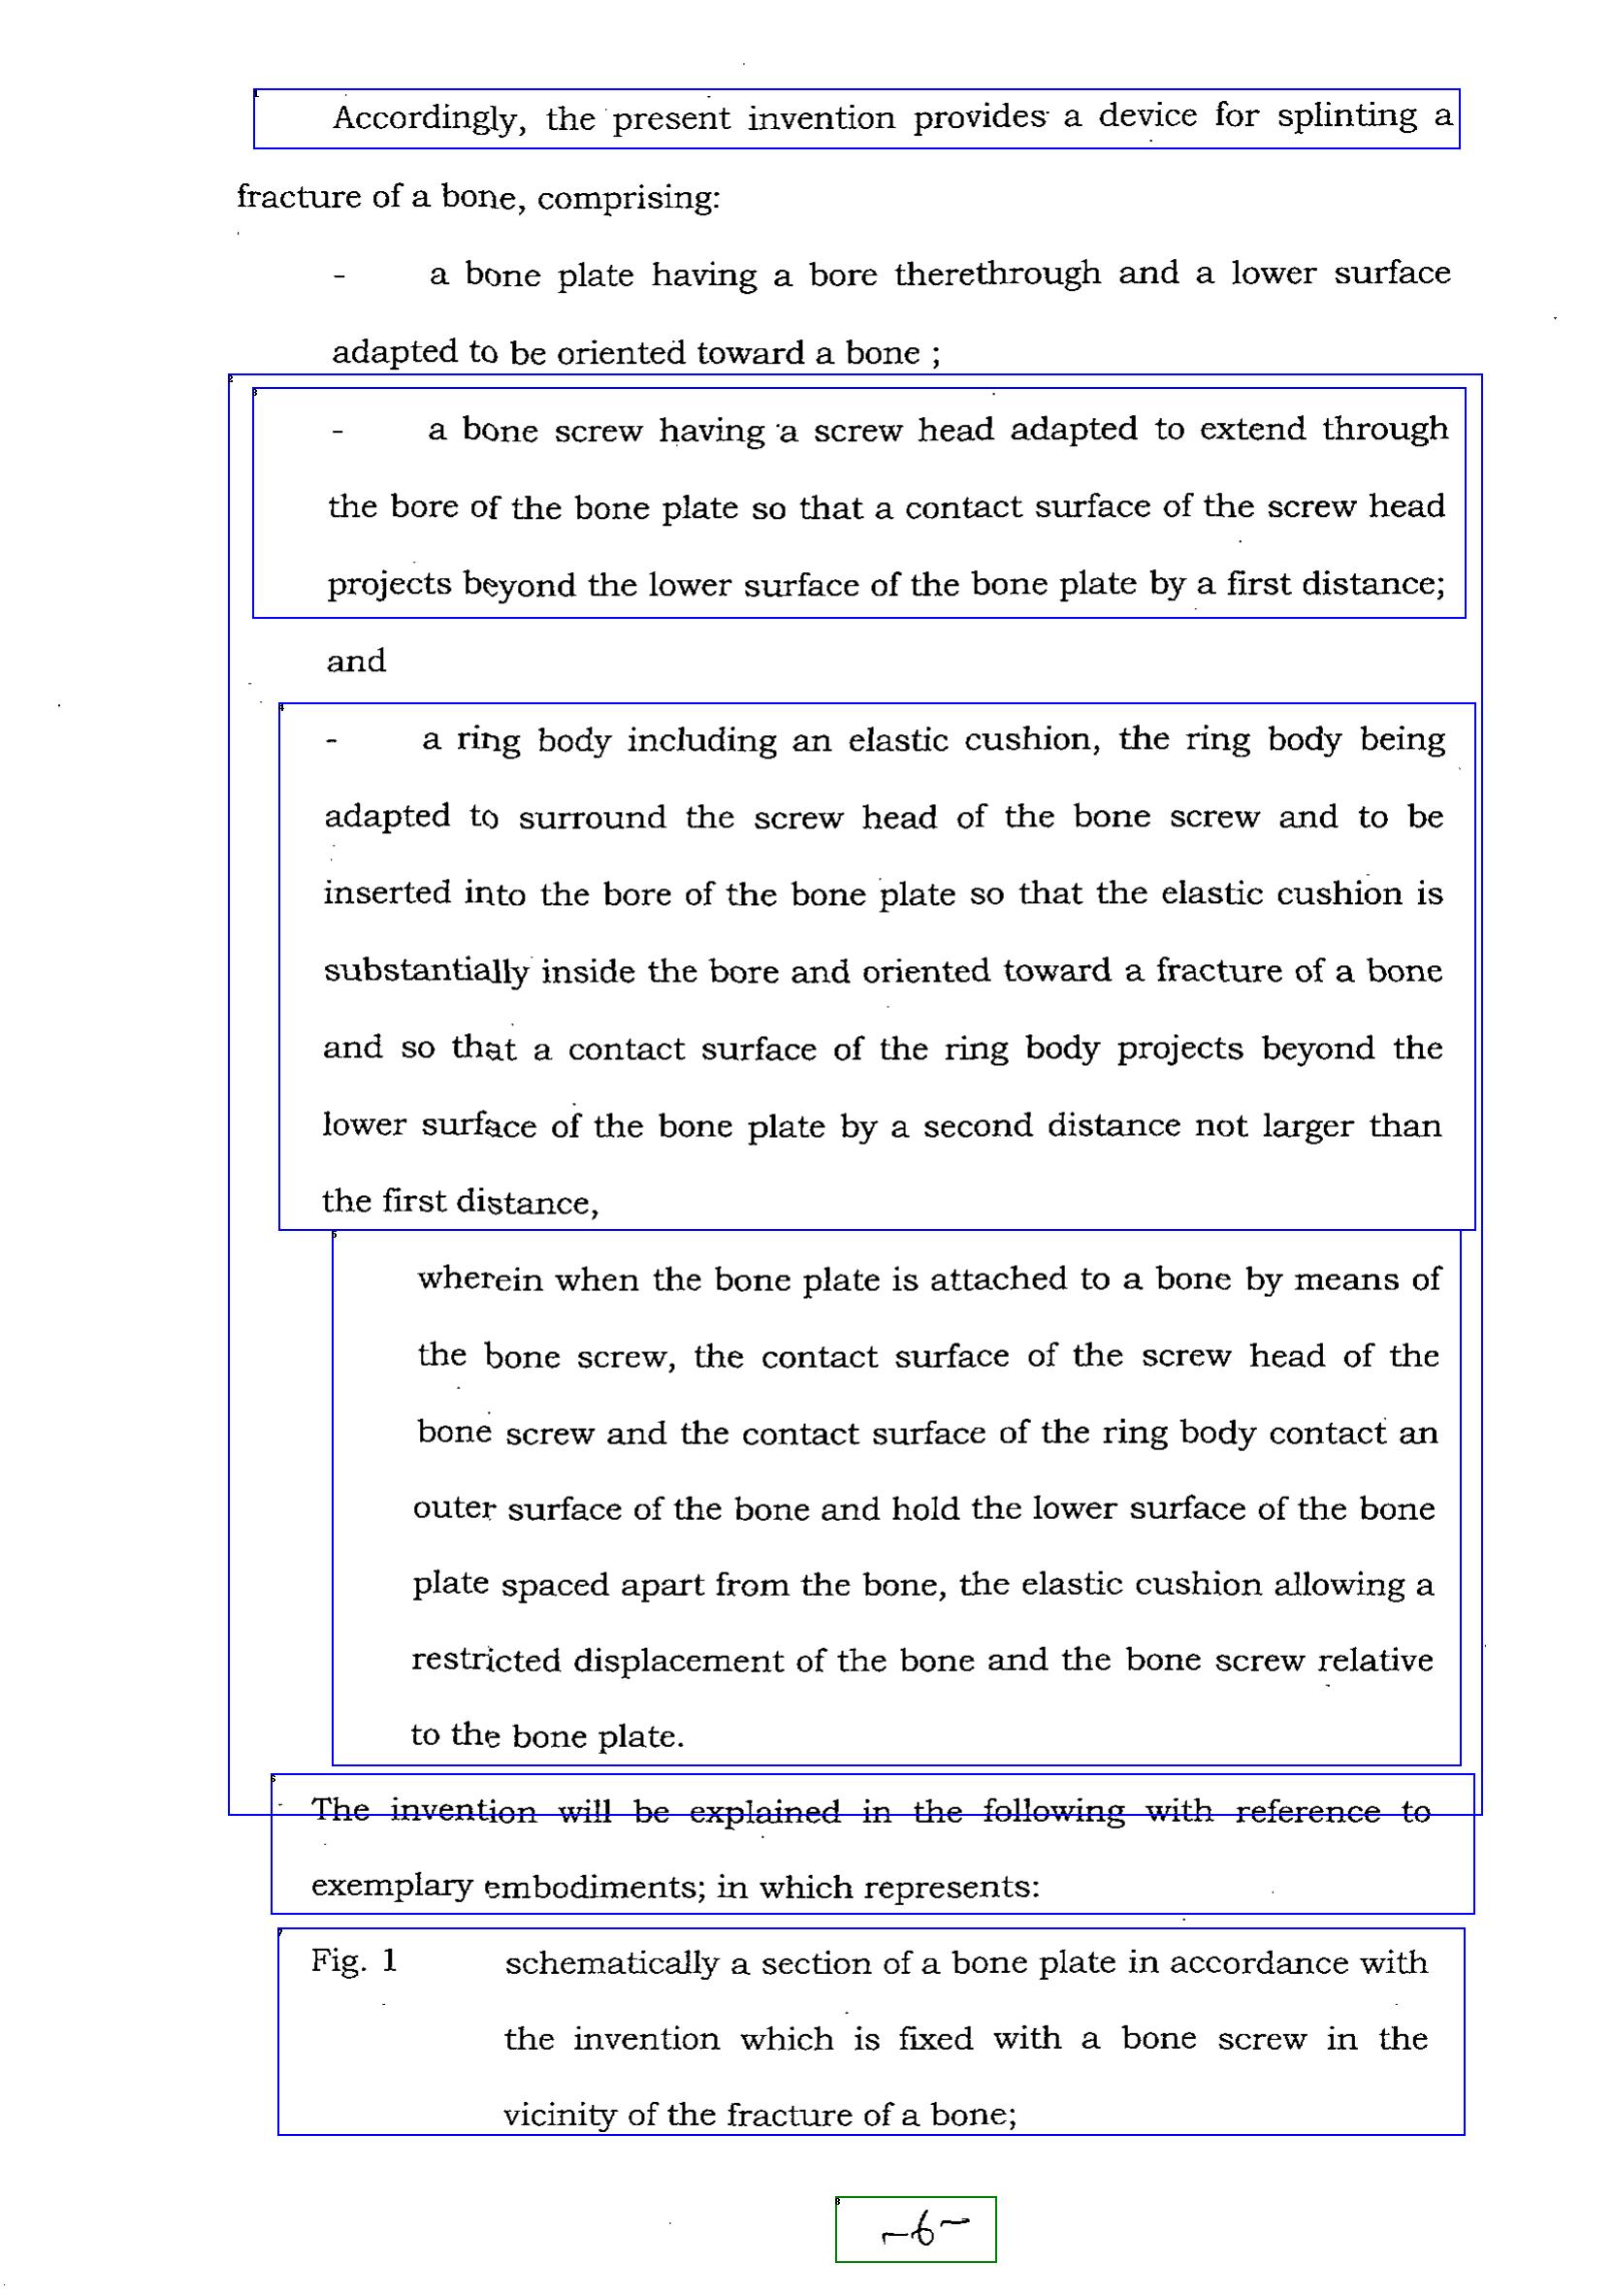 Accordingly, the present invention provides a device for splinting a
fracture of a bone, comprising:
- a bone plate having a bore therethrough and a lower surface
adapted to be oriented toward a bone ;
- a bone screw having a screw head adapted to extend through
the bore of the bone plate so that a contact surface of the screw head
projects beyond the lower surface of the bone plate by a first distance;
and
- a ring body including an elastic cushion, the ring body being
adapted to surround the screw head of the bone screw and to be
inserted into the bore of the bone plate so that the elastic cushion is
substantially inside the bore and oriented toward a fracture of a bone
and so that a contact surface of the ring body projects beyond the
lower surface of the bone plate by a second distance not larger than
the first distance,
wherein when the bone plate is attached to a bone by means of
the bone screw, the contact surface of the screw head of the
bone screw and the contact surface of the ring body contact an
outer surface of the bone and hold the lower surface of the bone
plate spaced apart from the bone, the elastic cushion allowing a
restricted displacement of the bone and the bone screw relative
to the bone plate.
The invention will be explained in the following with reference to
exemplary embodiments; in which represents:
Fig. 1 schematically a section of a bone plate in accordance with
the invention which is fixed with a bone screw in the
vicinity of the fracture of a bone;
-6-